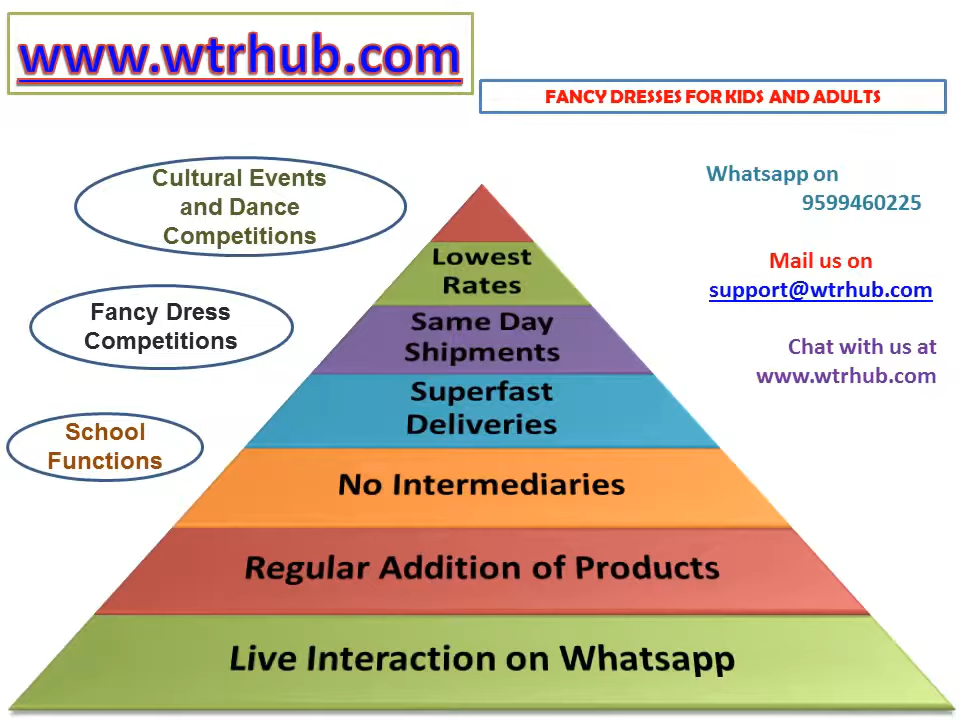 www.wtrhub.com
FANCY DRESSES FOR KIDS AND ADULTS
Cultural Events
and Dance
Competitions
Fancy Dress
Competitions
School
Functions
Lowest
Rates
Same Day
Shipments
Superfast
Deliveries
No Intermediaries
Regular Addition of Products
Live Interaction on Whatsapp
Whatsapp on
9599460225
Mail us on
support@wtrhub.com
Chat with us at
www.wtrhub.com